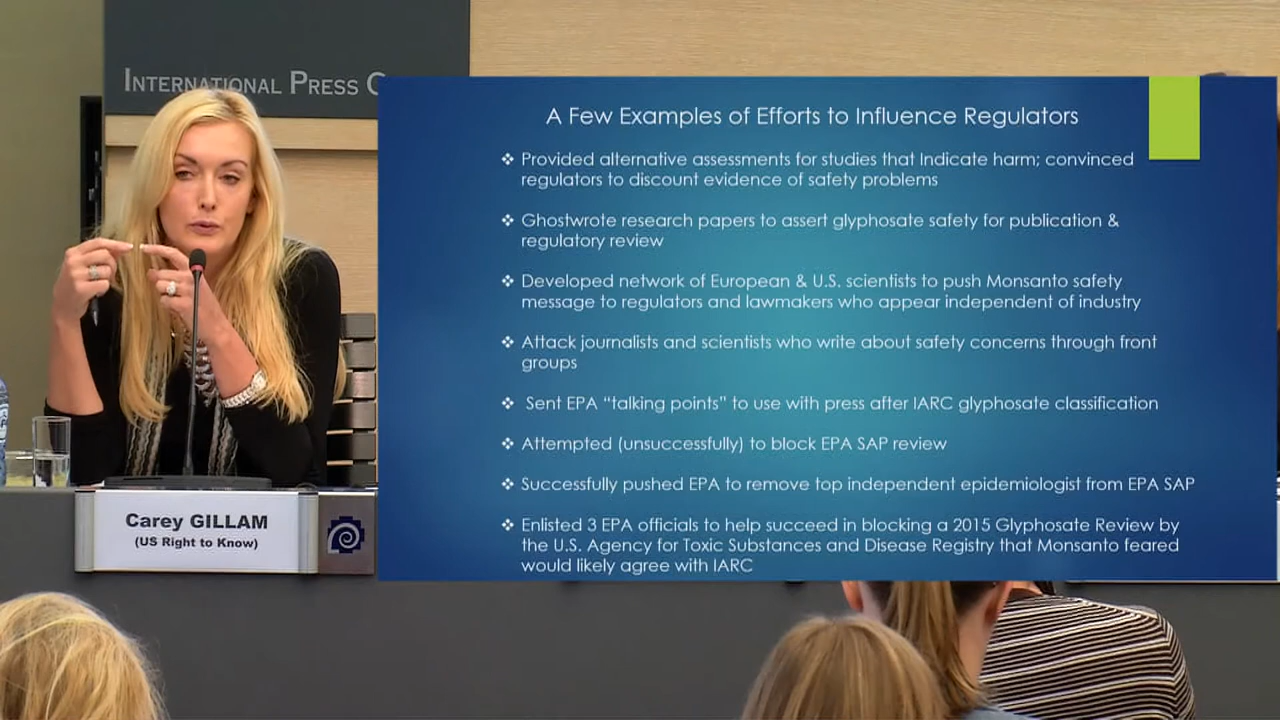 INTERNATIONAL PRESS C
A Few Examples of Efforts to Influence Regulators
❖ Provided alternative assessments for studies that Indicate harm; convinced
regulators to discount evidence of safety problems
❖ Ghostwrote research papers to assert glyphosate safety for publication &
regulatory review
❖ Developed network of European & U.S. scientists to push Monsanto safety
message to regulators and lawmakers who appear independent of industry
❖ Attack journalists and scientists who write about safety concerns through front
groups
❖ Sent EPA “talking points” to use with press after IARC glyphosate classification
❖ Attempted (unsuccessfully) to block EPA SAP review
❖ Successfully pushed EPA to remove top independent epidemiologist from EPA SAP
❖ Enlisted 3 EPA officials to help succeed in blocking a 2015 Glyphosate Review by
the U.S. Agency for Toxic Substances and Disease Registry that Monsanto feared
would likely agree with IARC
Carey GILLAM
(US Right to Know)